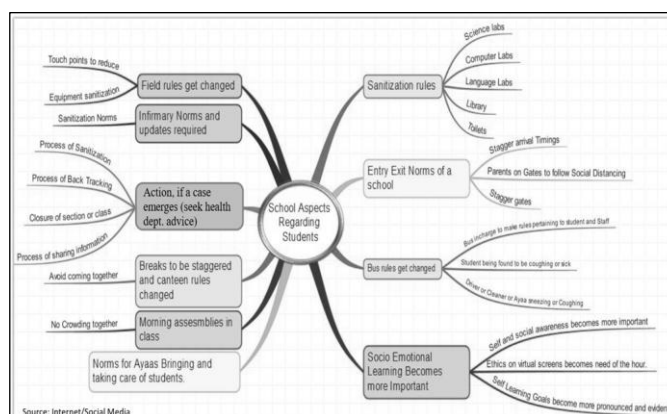 School Aspects
Regarding
Students
Touch points to reduce
Equipment sanitization
Field rules get changed
Sanitization Norms
Infirmary Norms and
updates required
Process of Sanitization
Process of Back Tracking
Closure of section or class
Process of sharing information
Action, if a case
emerges (seek health
dept. advice)
Avoid coming together
Breaks to be staggered
and canteen rules
changed
No Crowding together
Morning assesmblies in
class
Norms for Ayaas Bringing and
taking care of students.
Sanitization rules
Science labs
Computer Labs
Language Labs
Library
Toilets
Entry Exit Norms of a
school
Stagger arrival Timings
Parents on Gates to follow Social Distancing
Stagger gates
Bus rules get changed
Bus incharge to make rules pertaining to student and Staff
Student being found to be coughing or sick
Driver or Cleaner or Ayaa sneezing or Coughing
Socio Emotional
Learning Becomes
more Important
Self and social awareness becomes more important
Ethics on virtual screens becomes need of the hour.
Self Learning Goals become more pronounced and evident
Source: Internet/Social Media